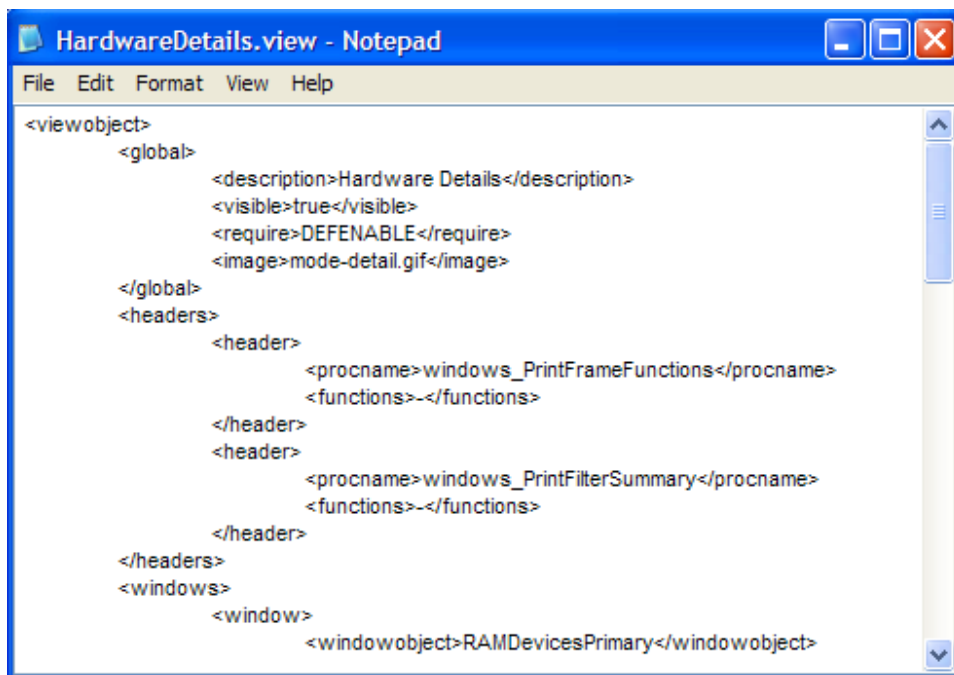 HardwareDetails.view - Notepad
File Edit Format View Help
<viewobject>
<global>
<description>Hardware Details</description>
<visible>true</visible>
<require>DEFENABLE</require>
<image>mode-detail.gif</image>
</global>
<headers>
<header>
<procname>windows_PrintFrameFunctions</procname>
<functions>-</functions>
</header>
<header>
<procname>windows_PrintFilterSummary</procname>
<functions>-</functions>
</header>
</headers>
<windows>
<window>
<windowobject>RAMDevicesPrimary</windowobject>